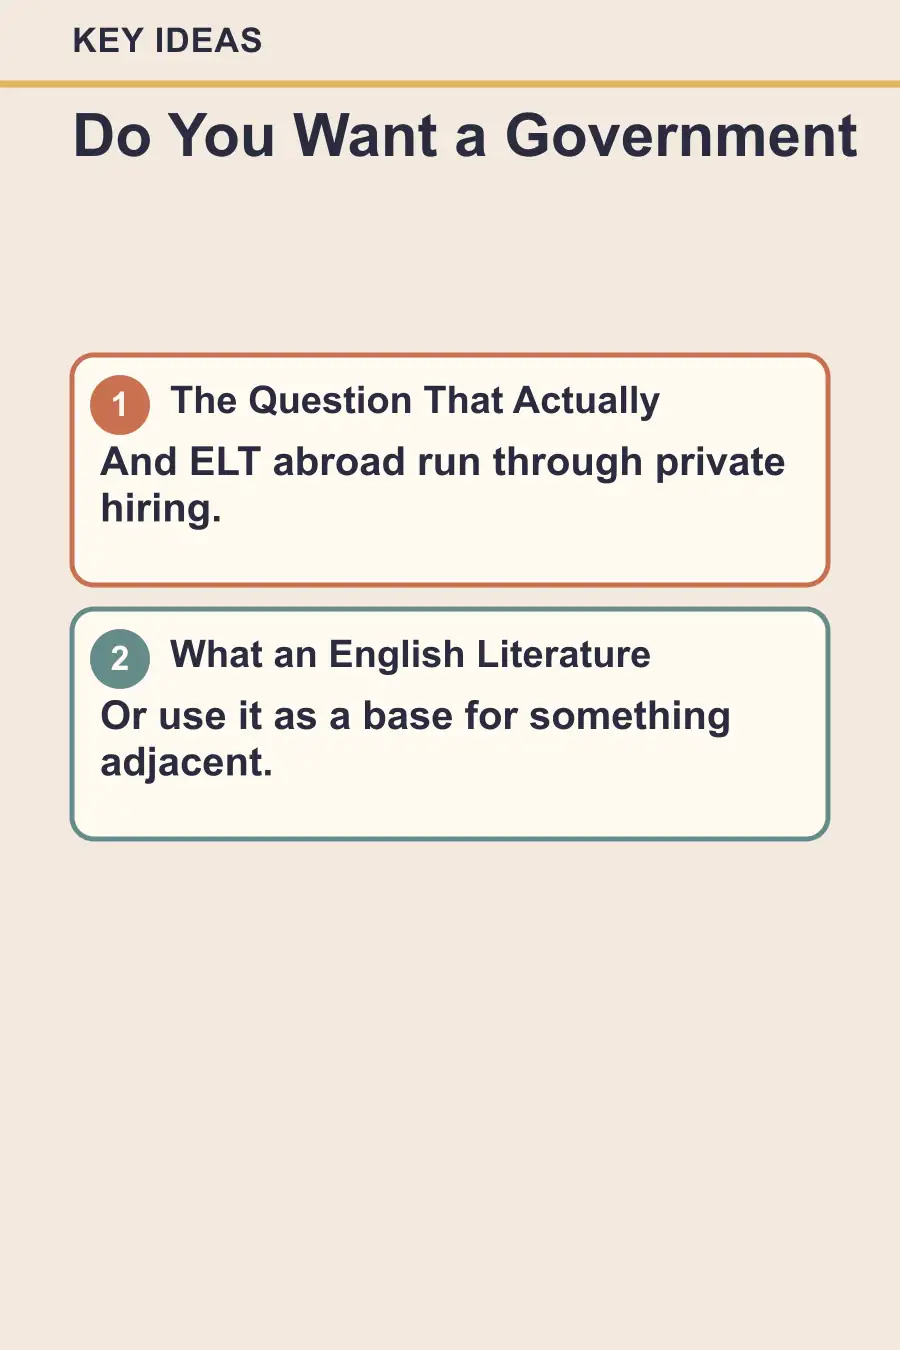 KEY IDEAS
Do You Want a Government
1
The Question That Actually
And ELT abroad run through private
hiring.
2
What an English Literature
Or use it as a base for something
adjacent.